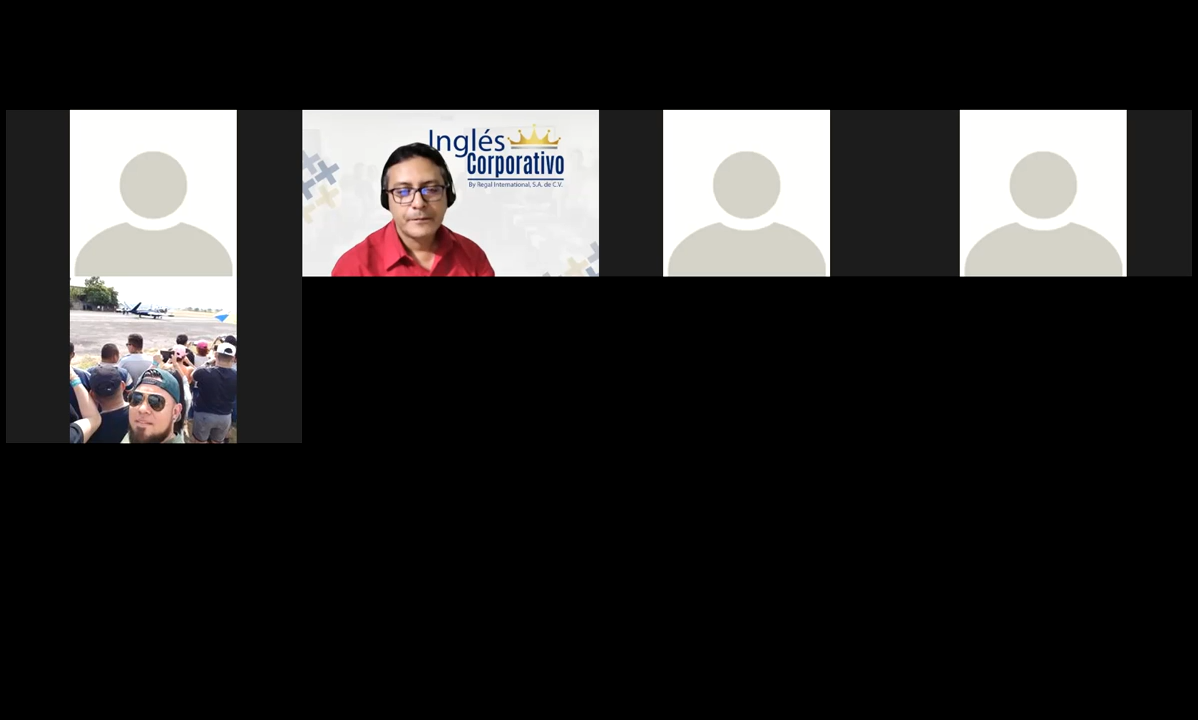 Inglés
Corporativo
By Regal International, S.A. de C.V.